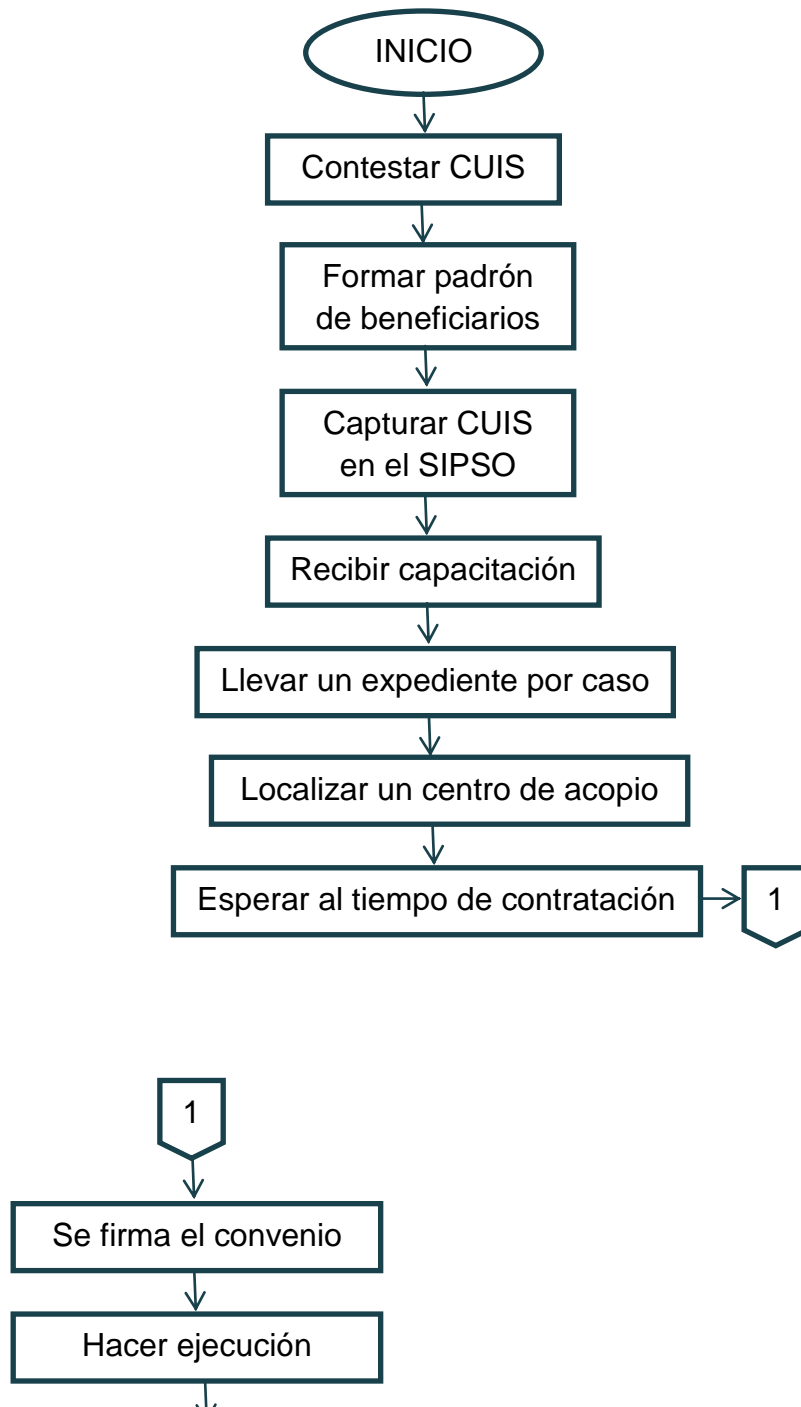 INICIO
Contestar CUIS
Formar padrón
de beneficiarios
Capturar CUIS
en el SIPSO
Recibir capacitación
Llevar un expediente por caso
Localizar un centro de acopio
Esperar al tiempo de contratación
1
1
Se firma el convenio
Hacer ejecución